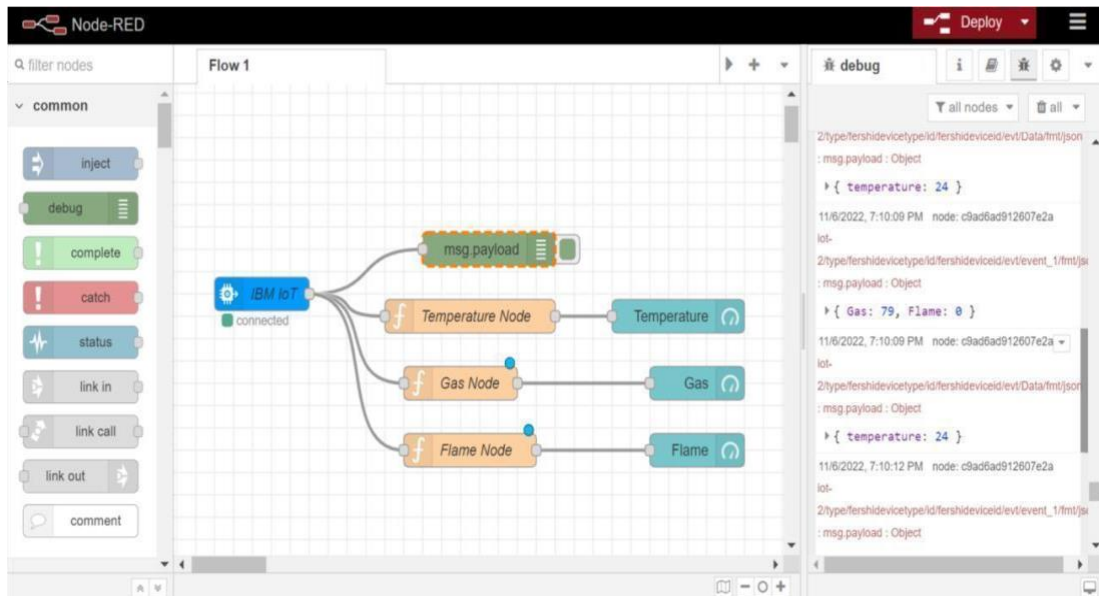 Node-RED
Deploy
filter nodes
Flow 1
debug
i
common
all nodes
all
inject
debug
complete
catch
status
link in
link call
link out
comment
msg.payload
IBM IoT
connected
Temperature Node
Temperature
Gas Node
Gas
Flame Node
Flame
2/type/fershidevicetype/id/fershideviceid/evt/Data/fmt/json
: msg.payload : Object
{ temperature: 24 }
11/6/2022, 7:10:09 PM node: c9ad6ad912607e2a
iot-
2/type/fershidevicetype/id/fershideviceid/evt/event_1/fmt/js
: msg.payload : Object
{ Gas: 79, Flame: 0 }
11/6/2022, 7:10:09 PM node: c9ad6ad912607e2a
iot-
2/type/fershidevicetype/id/fershideviceid/evt/Data/fmt/json
: msg.payload : Object
{ temperature: 24 }
11/6/2022, 7:10:12 PM node: c9ad6ad912607e2a
iot-
2/type/fershidevicetype/id/fershideviceid/evt/event_1/fmt/js
: msg.payload : Object